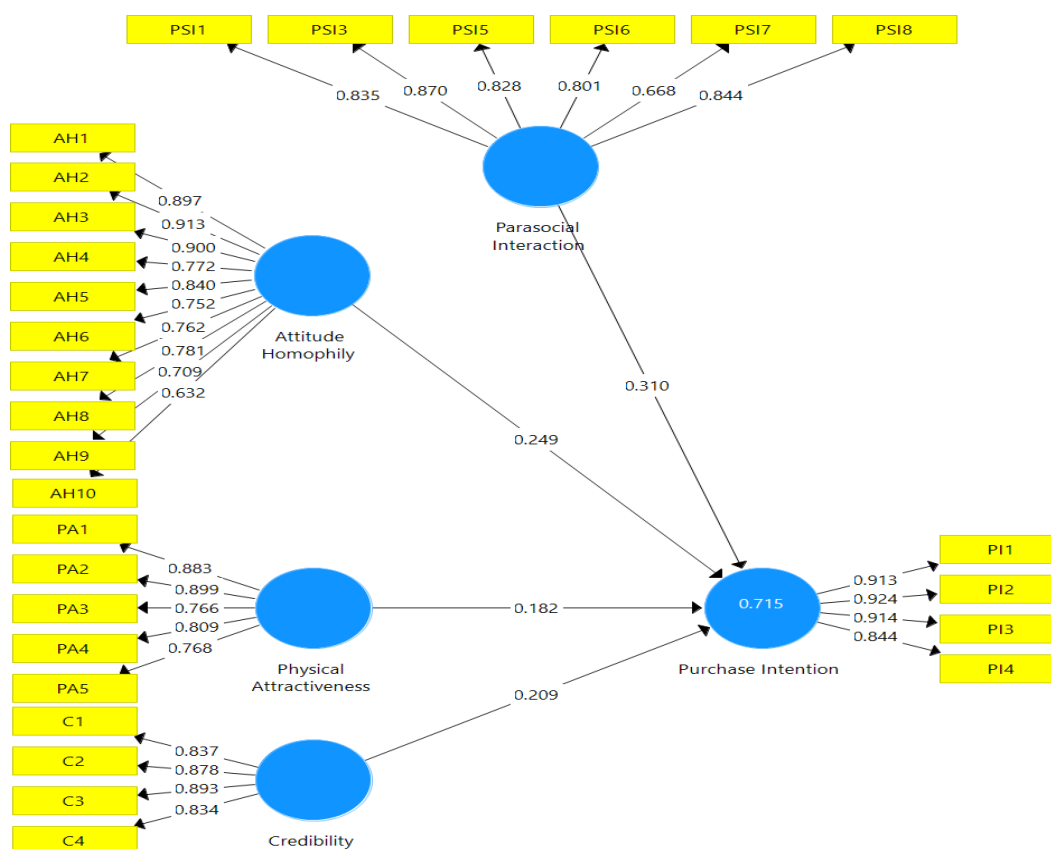 PSI1 PSI3 PSI5 PSI6 PSI7 PSI8
0.835 0.870 0.828 0.801 0.668 0.844
Parasocial
Interaction
AH1
AH2
AH3
AH4
AH5
AH6
AH7
AH8
AH9
AH10
0.897
0.913
0.900
0.772
0.840
0.752
0.762
0.781
0.709
0.632
Attitude
Homophily
0.310
0.249
PA1
PA2
PA3
PA4
PA5
0.883
0.899
0.766
0.809
0.768
Physical
Attractiveness
0.182
0.209
C1
C2
C3
C4
0.837
0.878
0.893
0.834
Credibility
0.715
Purchase Intention
0.913
0.924
0.914
0.844
PI1
PI2
PI3
PI4